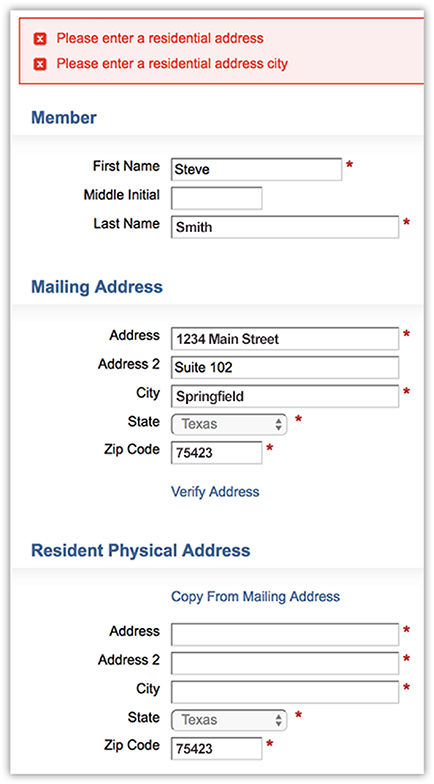 Please enter a residential address
Please enter a residential address city
Member
First Name Steve *
Middle Initial
Last Name Smith *
Mailing Address
Address 1234 Main Street *
Address 2 Suite 102
City Springfield *
State Texas *
Zip Code 75423 *
Verify Address
Resident Physical Address
Copy From Mailing Address
Address *
Address 2 *
City *
State Texas *
Zip Code 75423 *